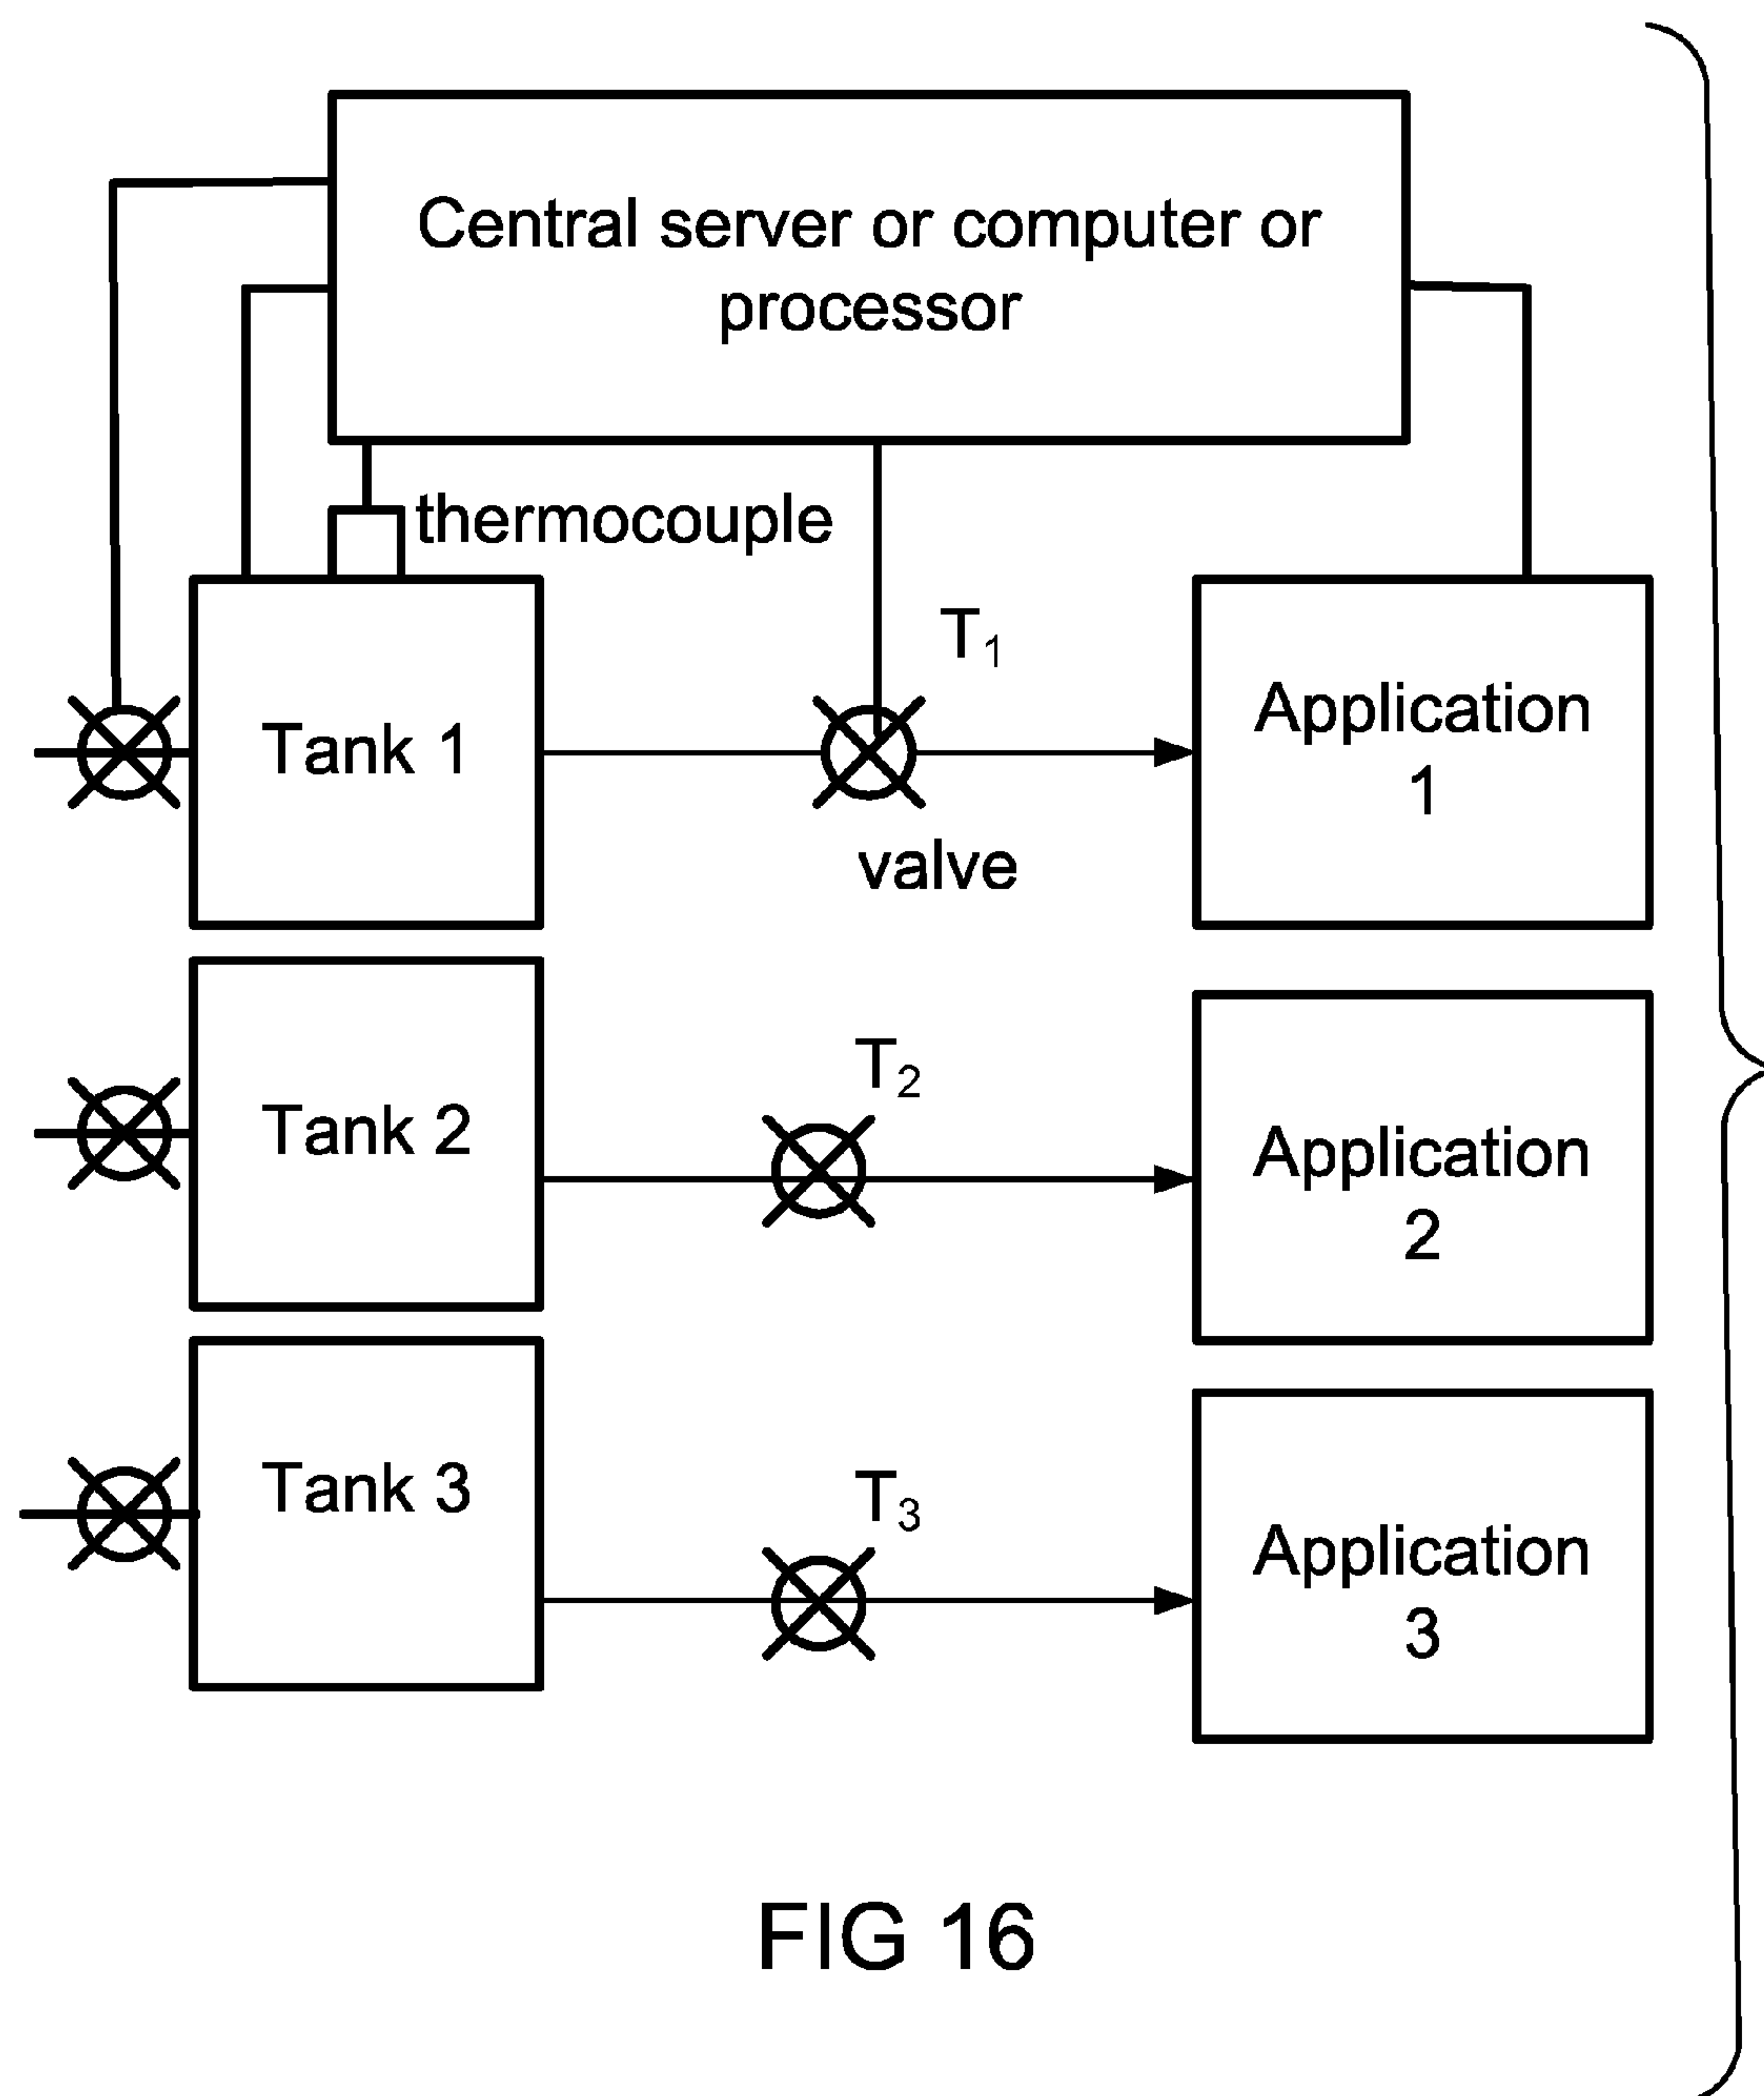 Central server or computer or
processor
thermocouple
T1
Tank 1
Application
1
valve
T2
Tank 2
Application
2
T3
Tank 3
Application
3
FIG 16